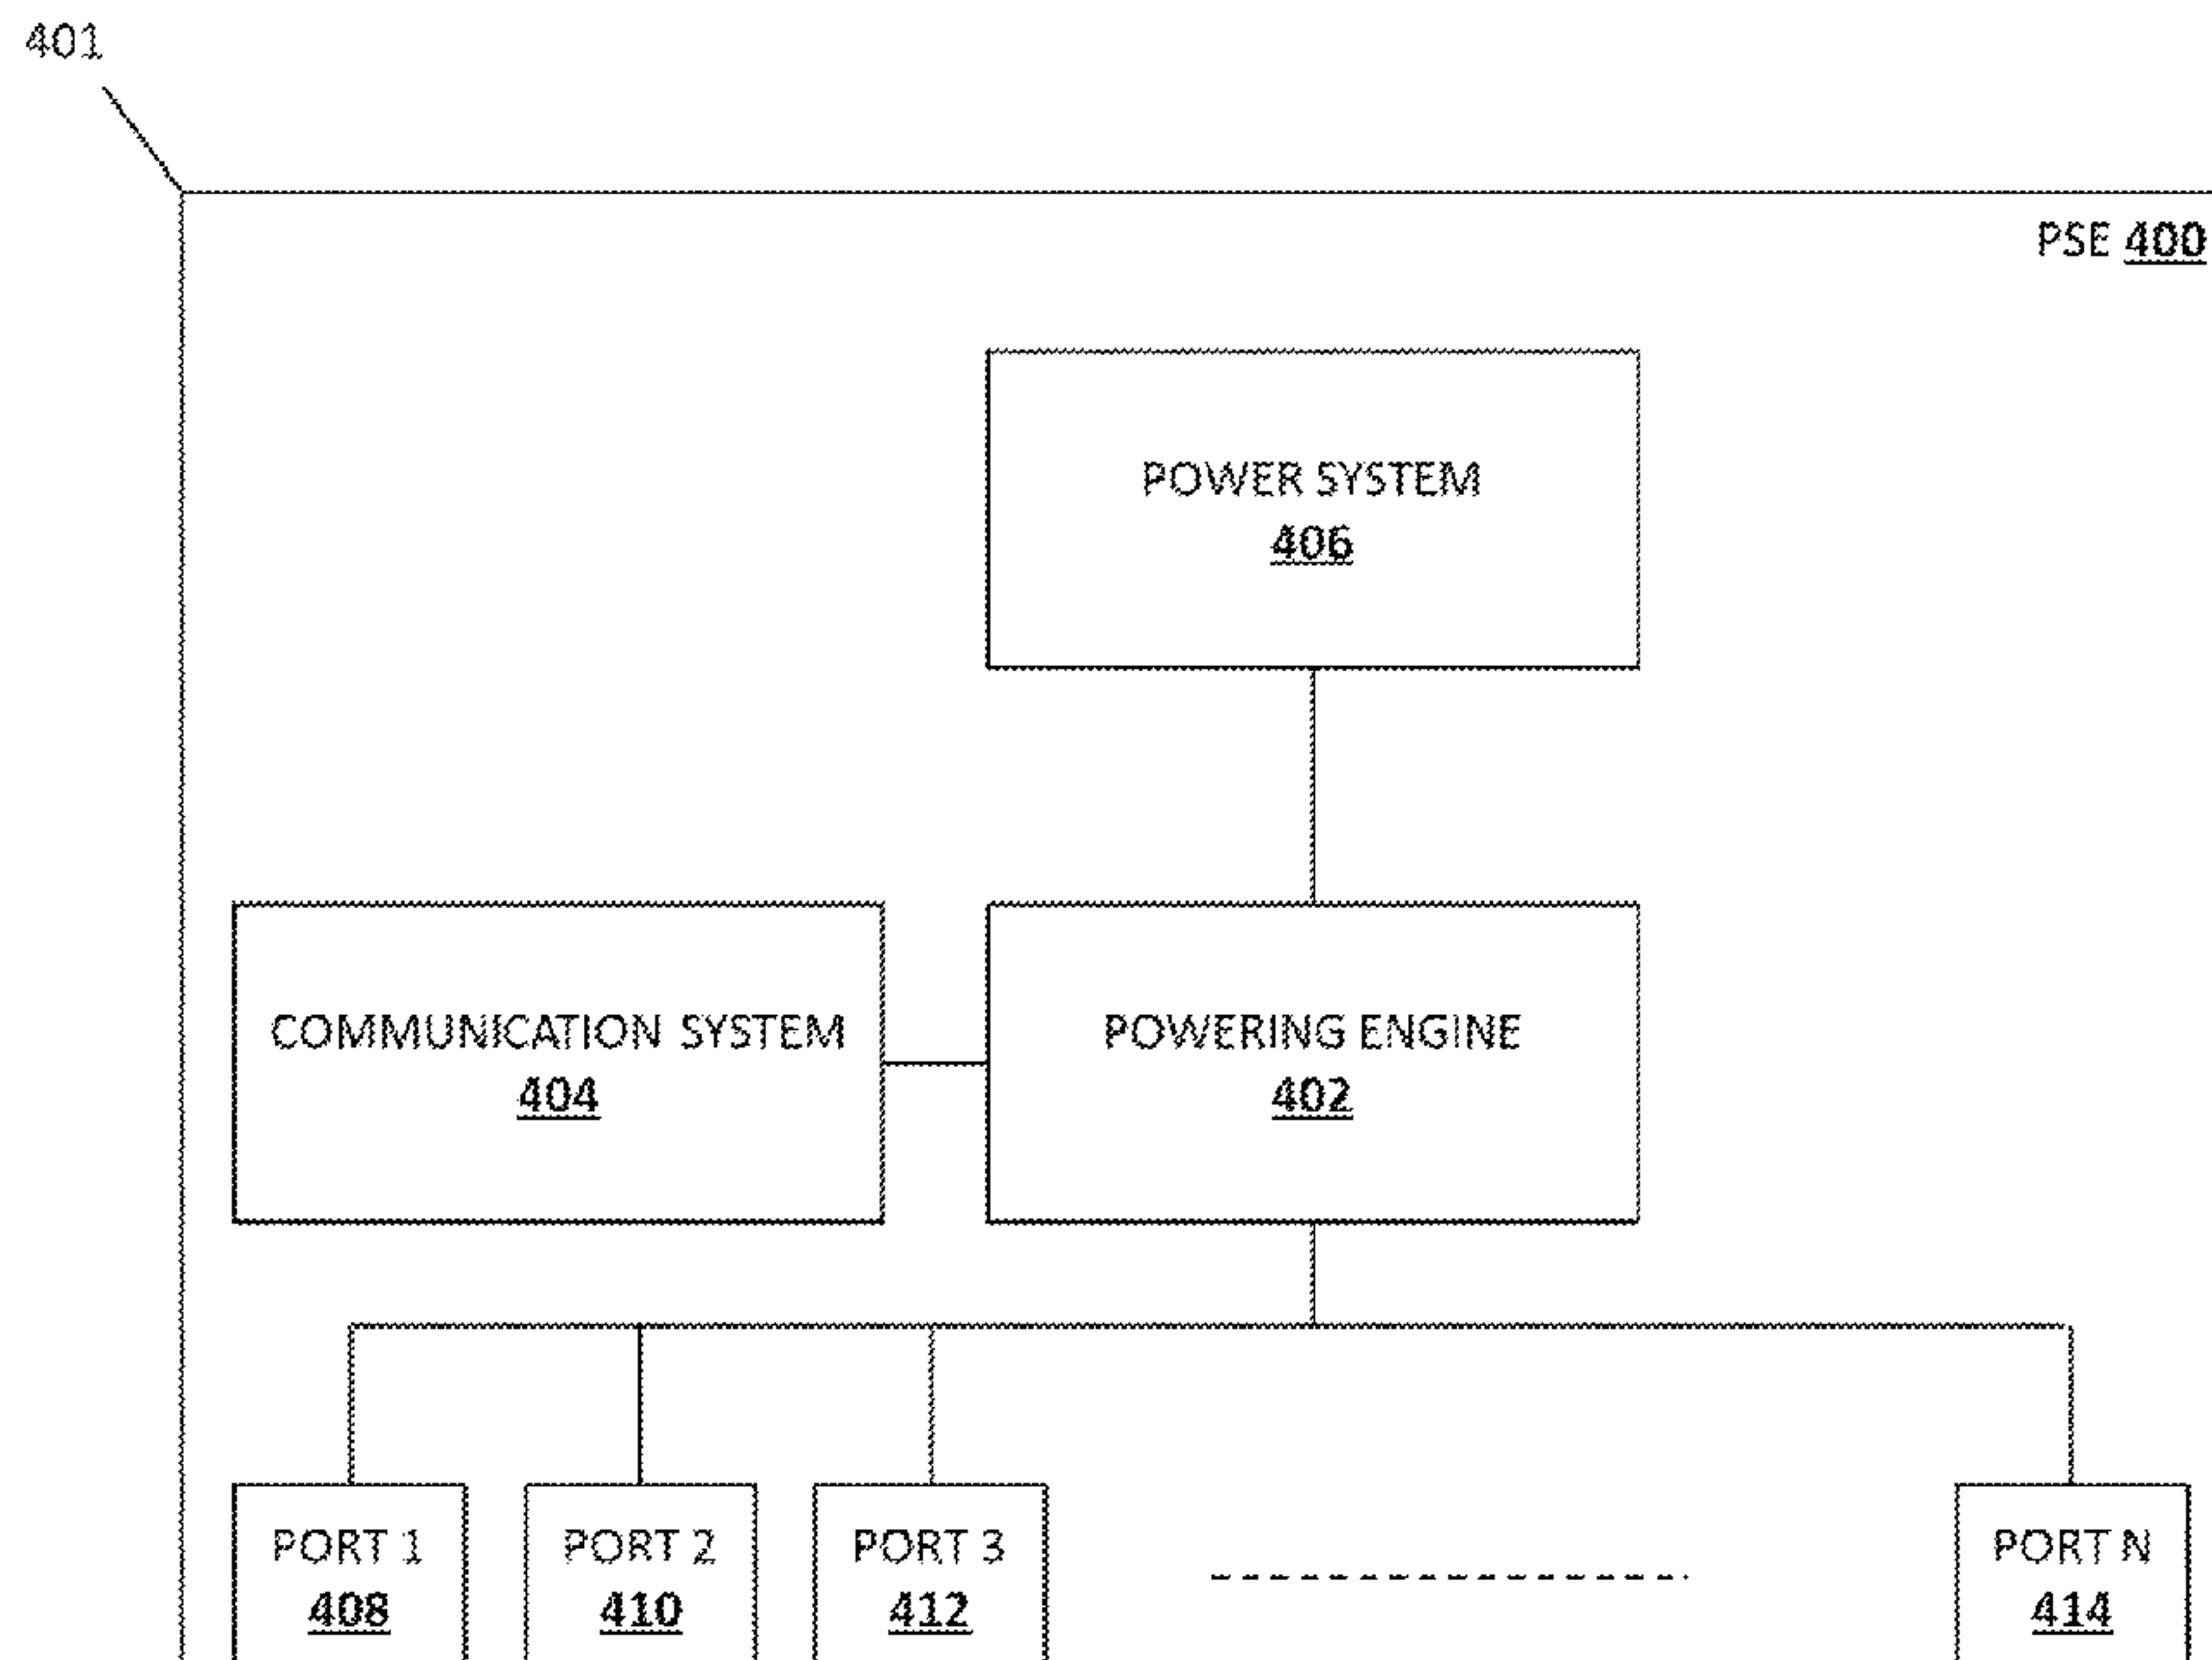 401
PSE 400
POWER SYSTEM
406
COMMUNICATION SYSTEM
404
POWERING ENGINE
402
PORT 1
408
PORT 2
410
PORT 3
412
PORT N
414